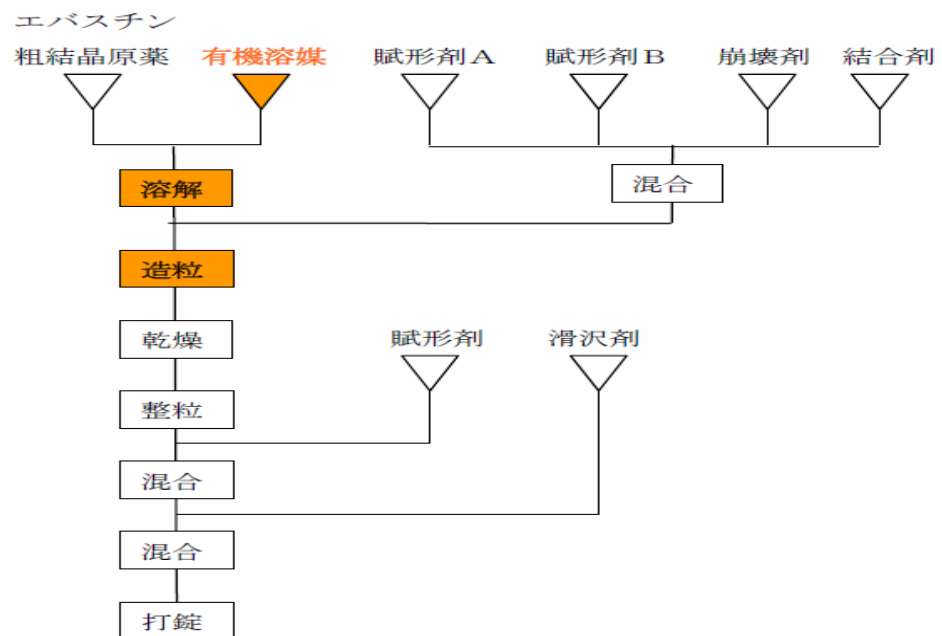 エバスチン
粗結晶原薬 有機溶媒 賦形剤A 賦形剤B 崩壊剤 結合剤
溶解 混合
造粒
乾燥 賦形剤 滑沢剤
整粒
混合
混合
打錠